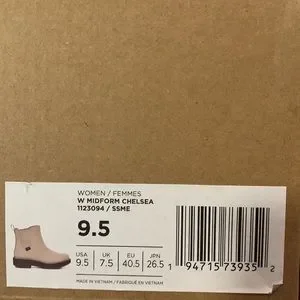 WOMEN / FEMMES
W MIDFORM CHELSEA
1123094 / SSME
9.5
USA UK EU JPN
9.5 7.5 40.5 26.5
MADE IN VIETNAM / FABRIQUÉ EN VIETNAM
1 94715 73935 2